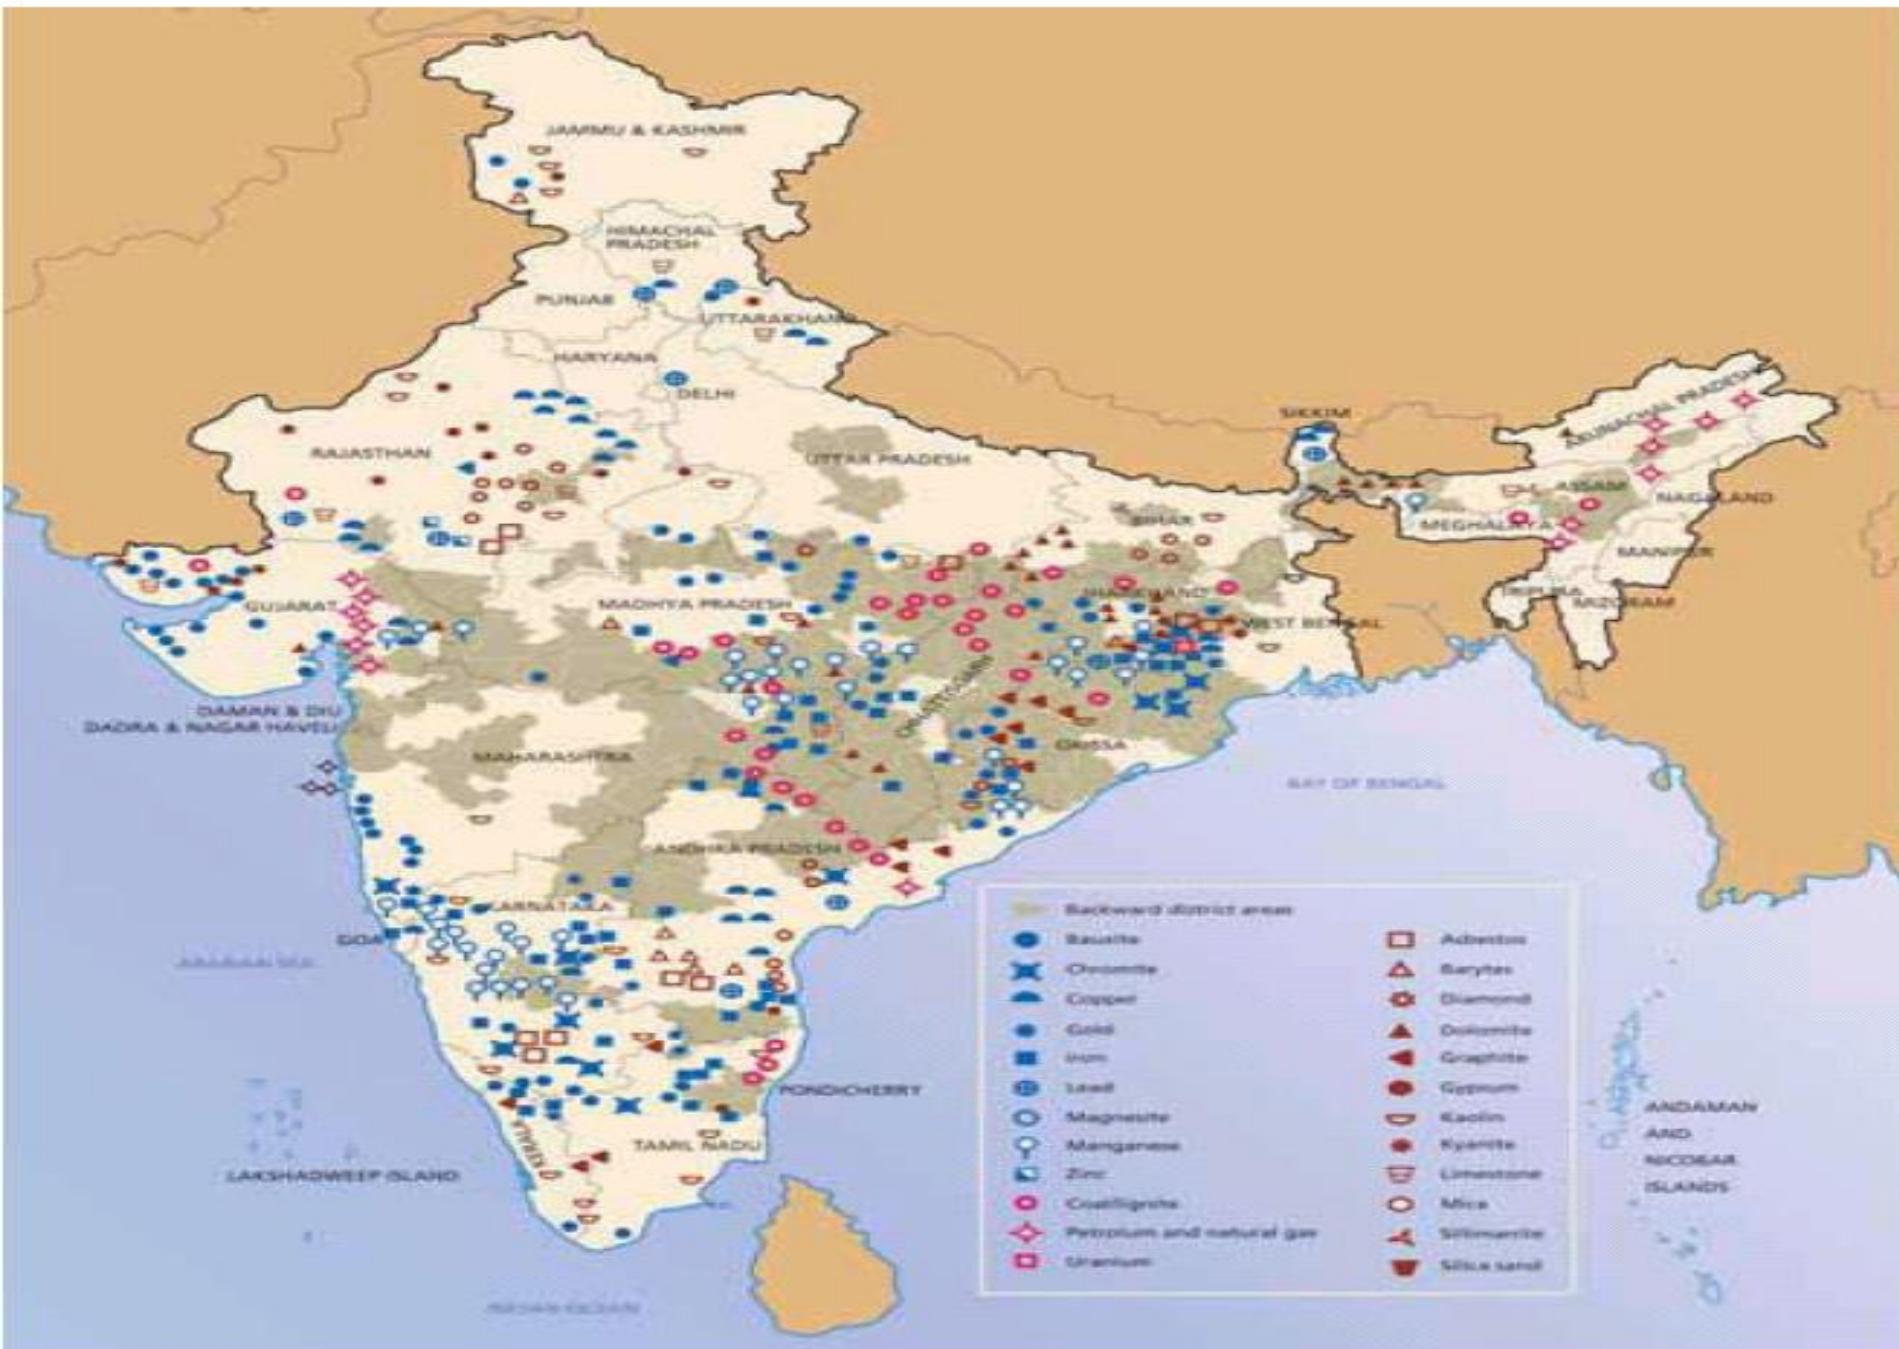 JAMMU & KASHMIR
HIMACHAL
PRADESH
PUNJAB
UTTARAKHAND
HARYANA
DELHI
SIKKIM
ARUNACHAL PRADESH
RAJASTHAN
UTTAR PRADESH
ASSAM
NAGALAND
BIHAR
MEGHALAYA
MANIPUR
GUJARAT
MADHYA PRADESH
JHARKHAND
TRIPURA
MIZORAM
WEST BENGAL
CHATTISGARH
DAMAN & DIU
DADRA & NAGAR HAVELI
MAHARASHTRA
ORISSA
BAY OF BENGAL
ANDHRA PRADESH
KARNATAKA
GOA
ARABIAN SEA
PONDICHERRY
KERALA
TAMIL NADU
LAKSHADWEEP ISLAND
INDIAN OCEAN
ANDAMAN
AND
NICOBAR
ISLANDS
Backward district areas
Bauxite
Chromite
Copper
Gold
Iron
Lead
Magnesite
Manganese
Zinc
Coal/lignite
Petrolium and natural gas
Uranium
Asbestos
Barytes
Diamond
Dolomite
Graphite
Gypsum
Kaolin
Kyanite
Limestone
Mica
Sillimanite
Silica sand